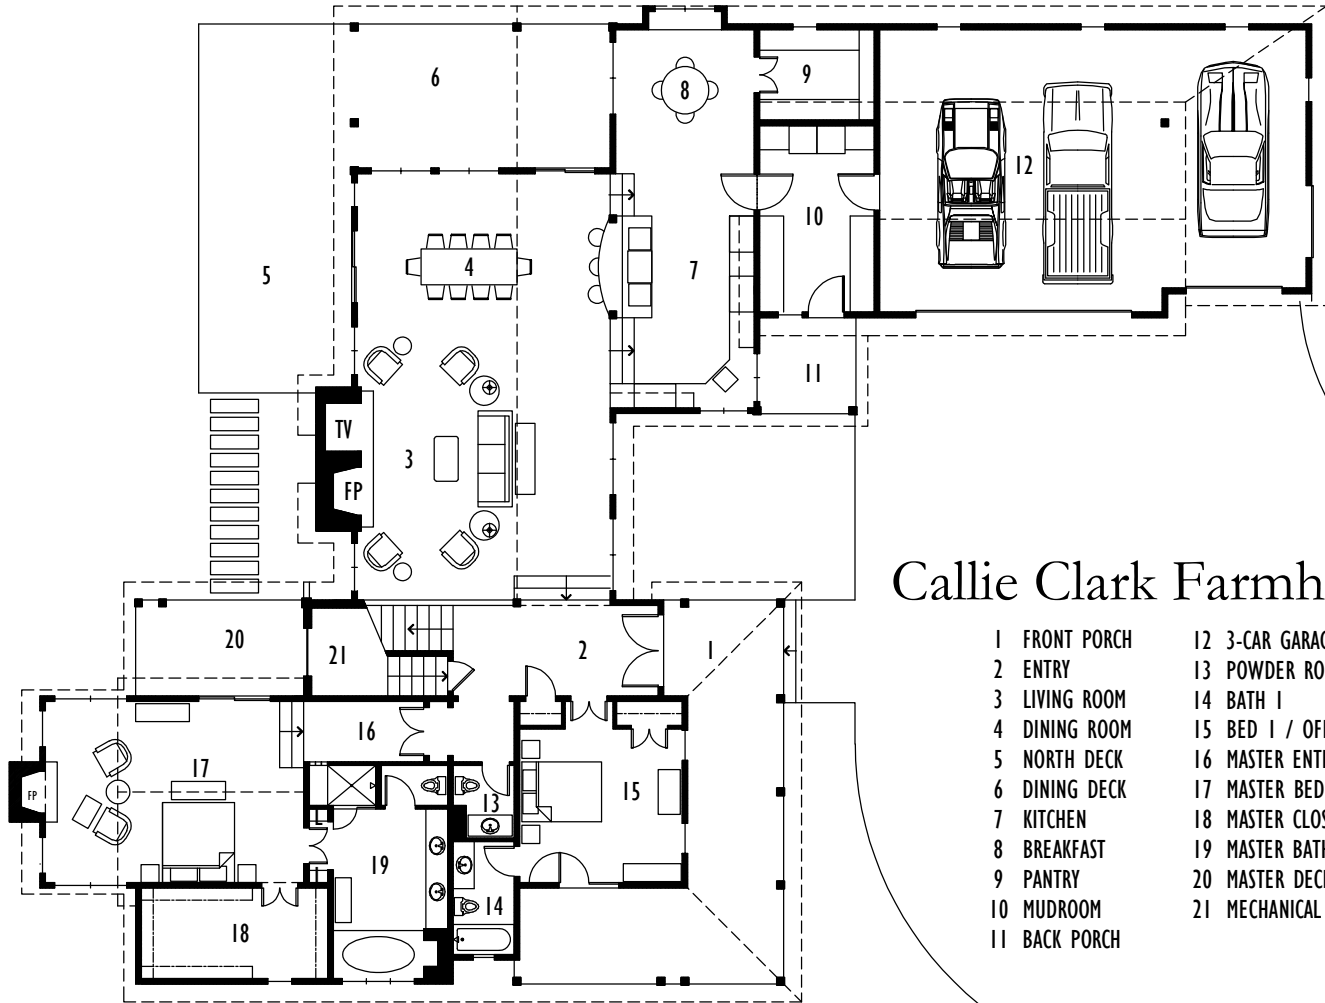 6
8
9
12
5
4
7
10
11
TV
3
FP
20
21
2
1
16
17
FP
L
13
15
19
14
18
Callie Clark Farmh
1 FRONT PORCH
2 ENTRY
3 LIVING ROOM
4 DINING ROOM
5 NORTH DECK
6 DINING DECK
7 KITCHEN
8 BREAKFAST
9 PANTRY
10 MUDROOM
11 BACK PORCH
12 3-CAR GARAG
13 POWDER RO
14 BATH 1
15 BED 1 / OF
16 MASTER ENT
17 MASTER BED
18 MASTER CLOS
19 MASTER BATH
20 MASTER DECK
21 MECHANICAL